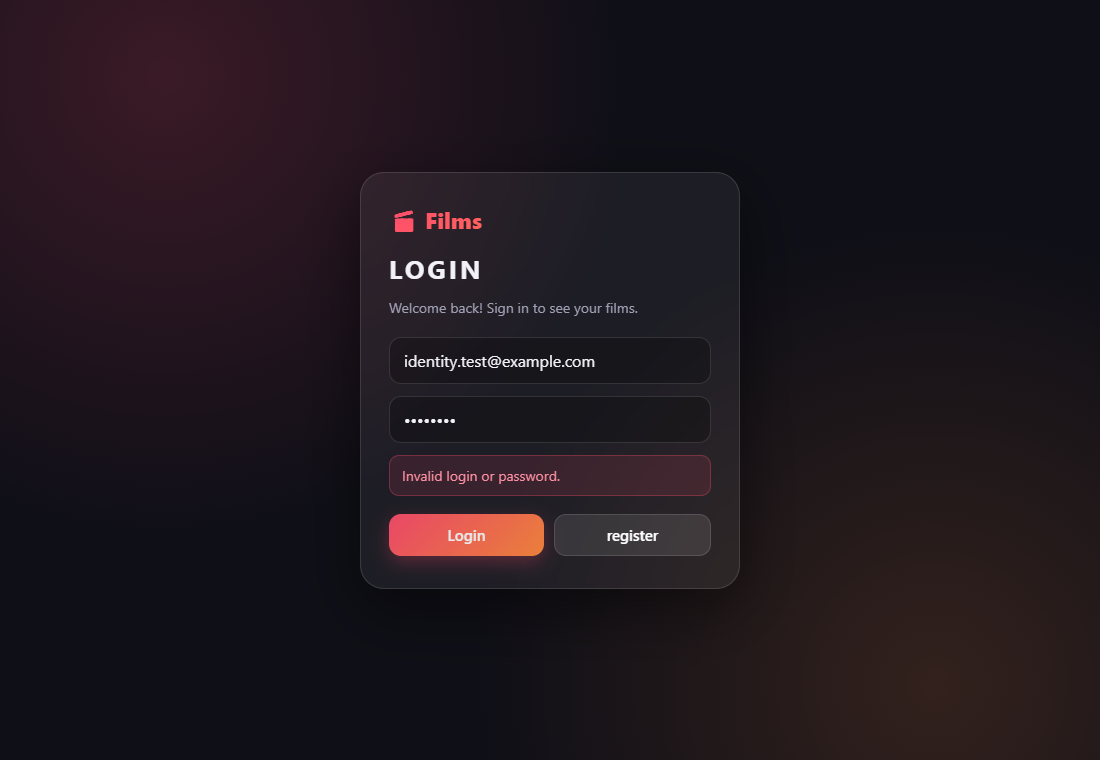 Films
LOGIN
Welcome back! Sign in to see your films.
identity.test@example.com
••••••••
Invalid login or password.
Login
register